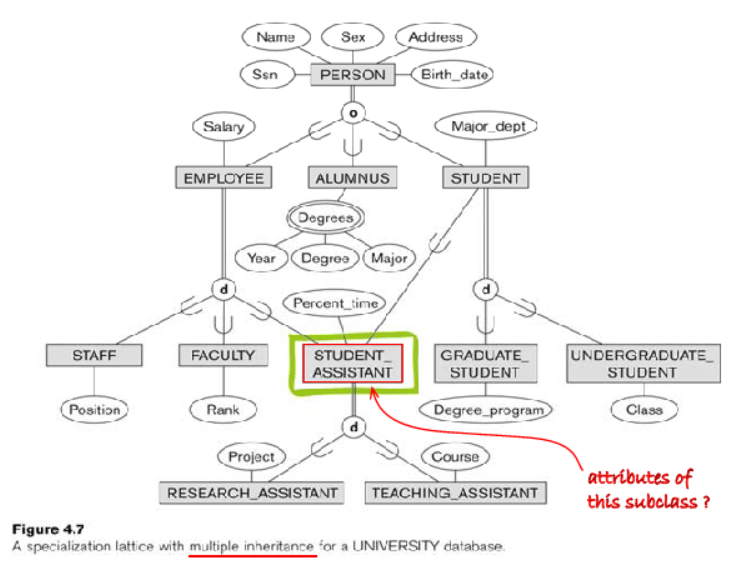 Name
Sex
Address
Ssn
PERSON
Birth_date
o
Salary
Major_dept
EMPLOYEE
ALUMNUS
STUDENT
Degrees
Year
Degree
Major
d
Percent_time
d
STAFF
FACULTY
STUDENT_
ASSISTANT
GRADUATE_
STUDENT
UNDERGRADUATE_
STUDENT
Position
Rank
Degree_program
Class
d
Project
Course
RESEARCH_ASSISTANT
TEACHING_ASSISTANT
attributes of
this subclass ?
Figure 4.7
A specialization lattice with multiple inheritance for a UNIVERSITY database.